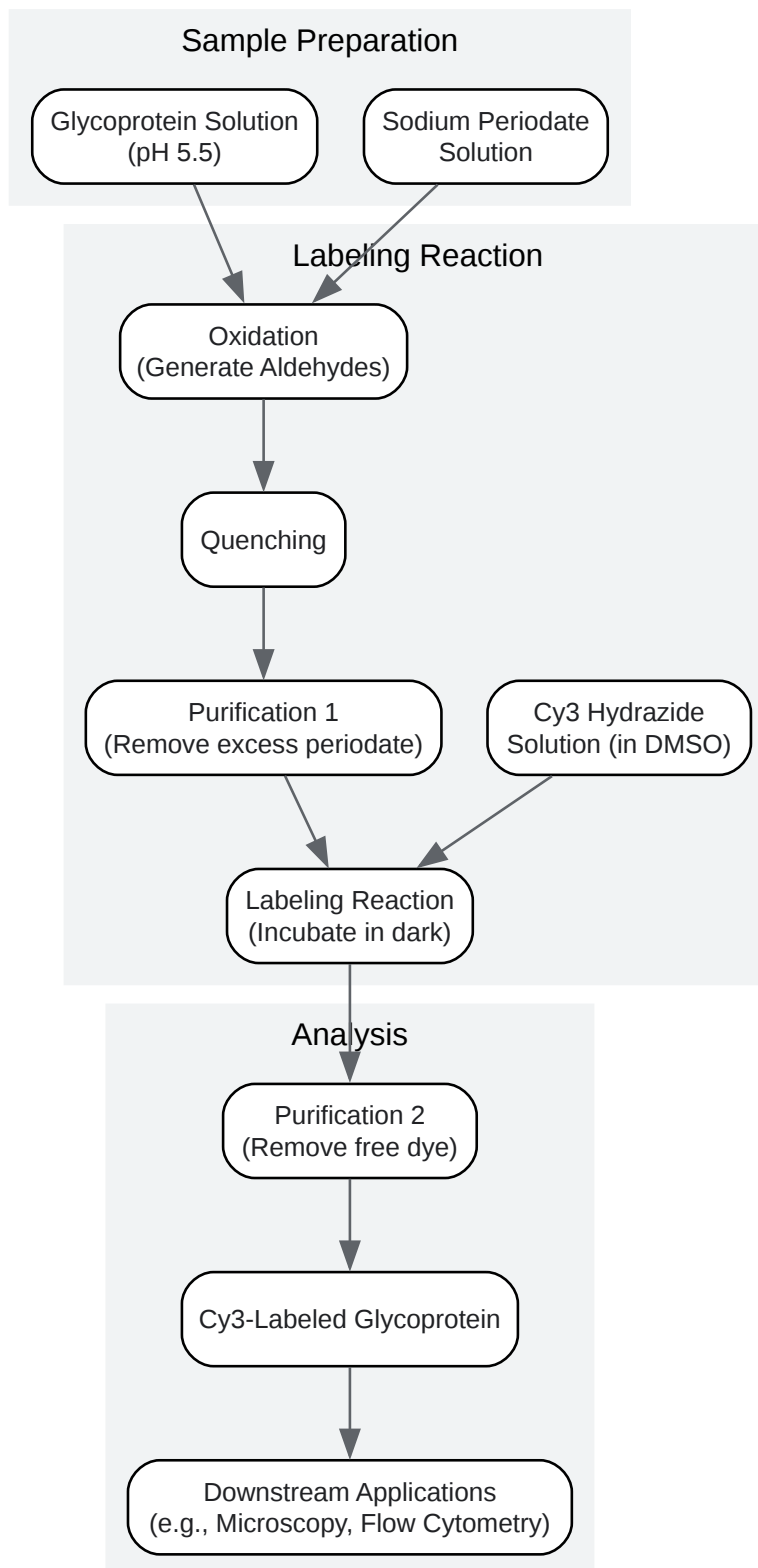 Sample Preparation
Glycoprotein Solution
(pH 5.5)
Sodium Periodate
Solution
Labeling Reaction
Oxidation
(Generate Aldehydes)
Quenching
Purification 1
(Remove excess periodate)
Cy3 Hydrazide
Solution (in DMSO)
Labeling Reaction
(Incubate in dark)
Analysis
Purification 2
(Remove free dye)
Cy3-Labeled Glycoprotein
Downstream Applications
(e.g., Microscopy, Flow Cytometry)